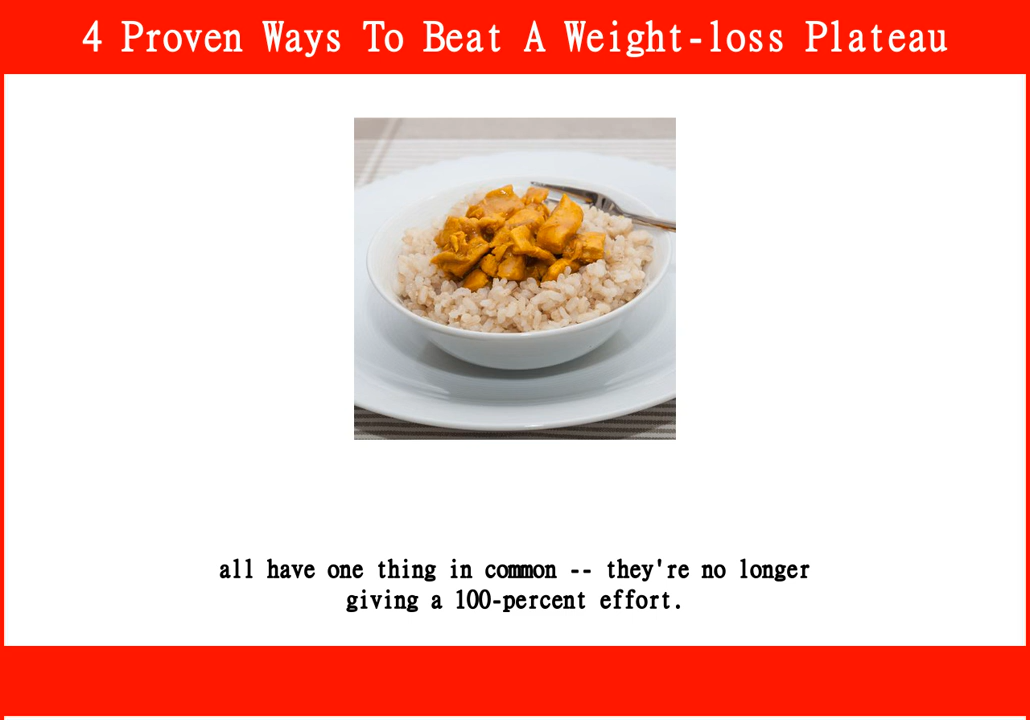 4 Proven Ways To Beat A Weight-loss Plateau
all have one thing in common -- they're no longer
giving a 100-percent effort.